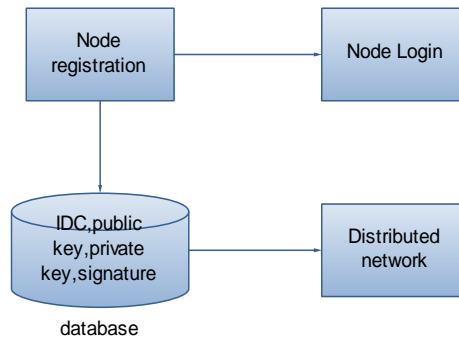 Node
registration
Node Login
IDC,public
key,private
key,signature
Distributed
network
database